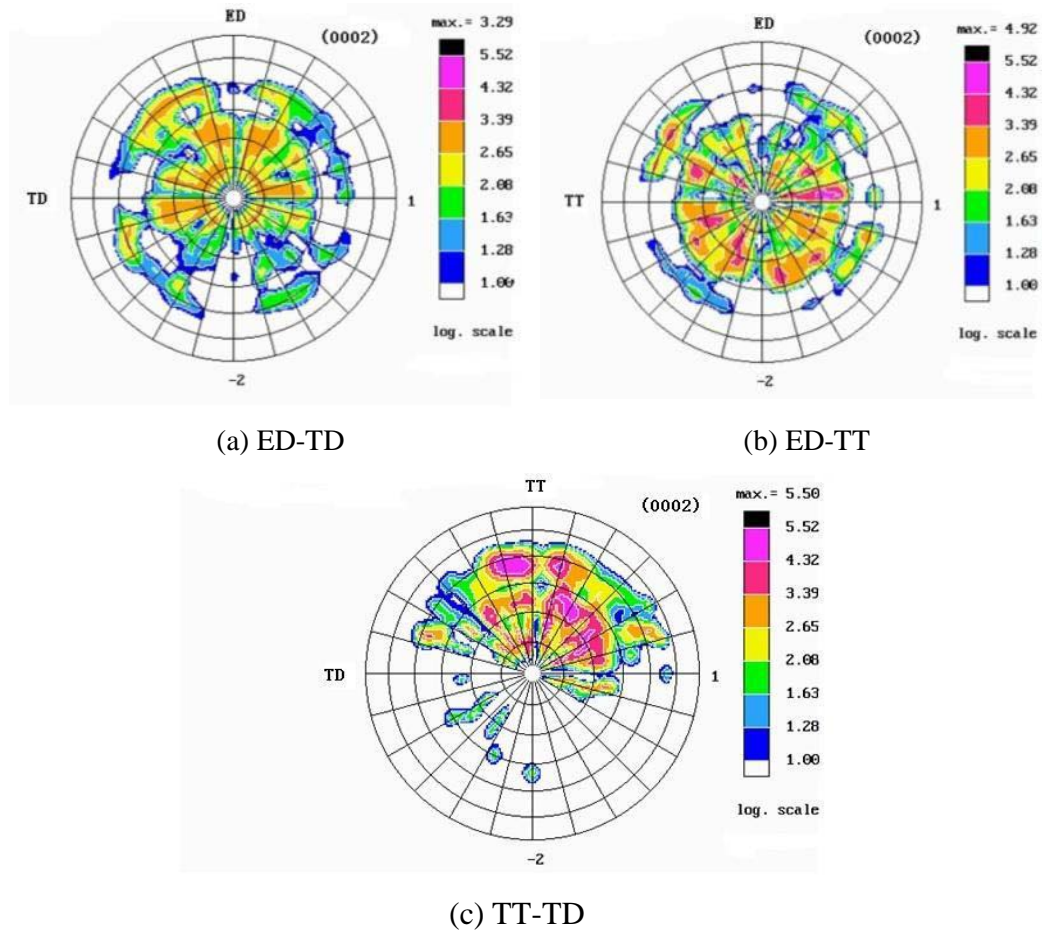 ED
(0002)
max.= 3.29
5.52
4.32
3.39
2.65
2.08
1.63
1.28
1.00
log. scale
TD
1
-2
(a) ED-TD
ED
(0002)
max.= 4.92
5.52
4.32
3.39
2.65
2.08
1.63
1.28
1.00
log. scale
TT
1
-2
(b) ED-TT
TT
(0002)
max.= 5.50
5.52
4.32
3.39
2.65
2.08
1.63
1.28
1.00
log. scale
TD
1
-2
(c) TT-TD